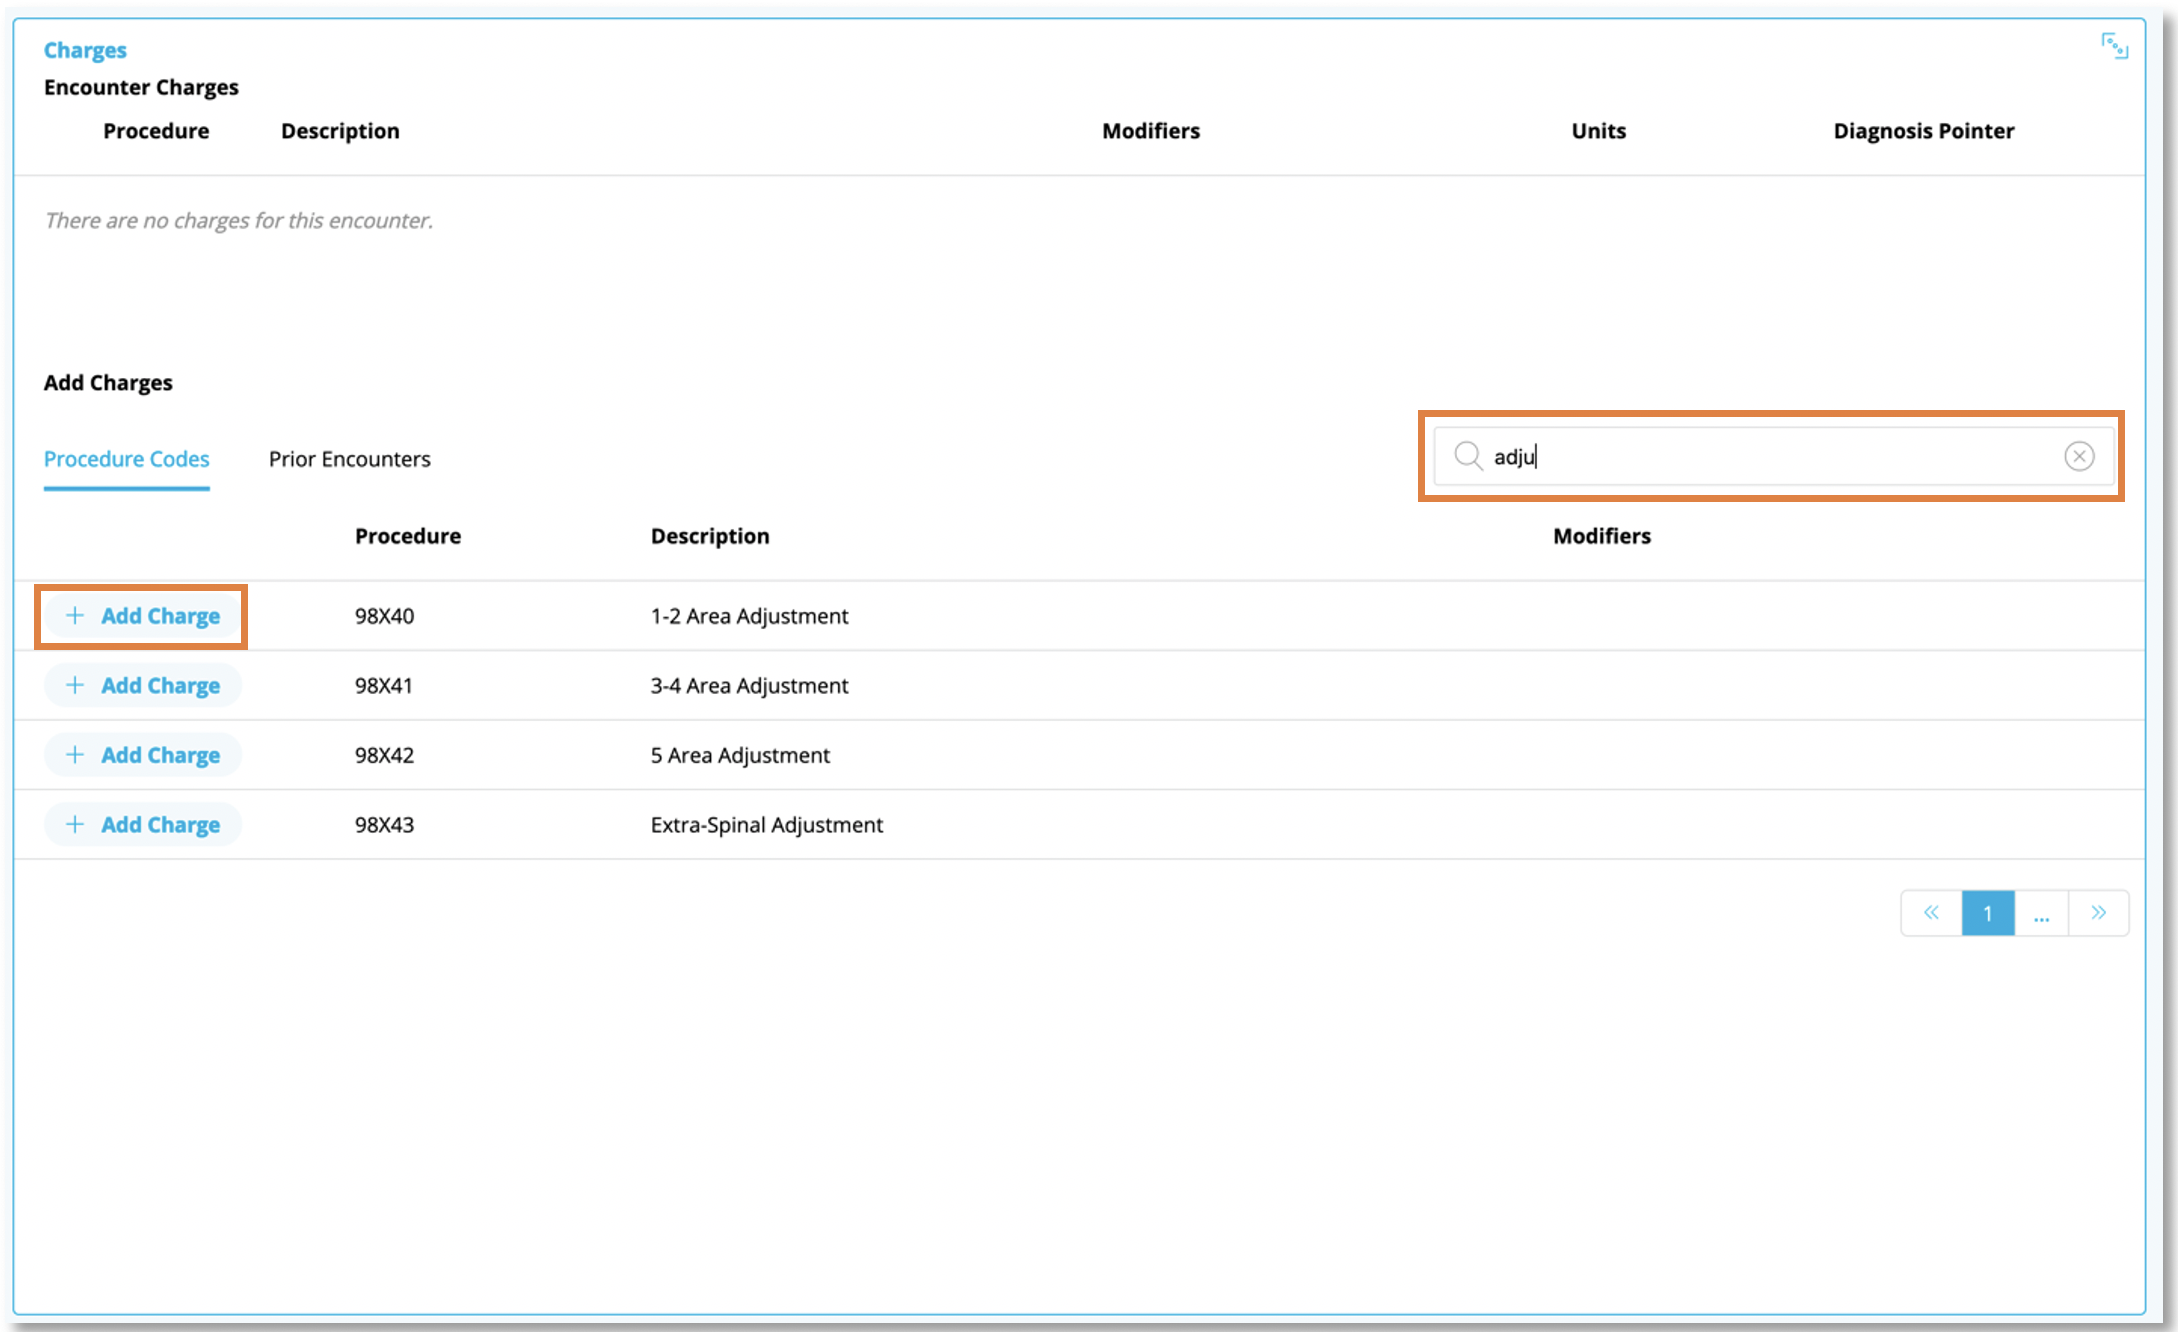 Charges
Encounter Charges
Procedure Description Modifiers Units Diagnosis Pointer
There are no charges for this encounter.
Add Charges
Procedure Codes Prior Encounters adju
Procedure Description Modifiers
+ Add Charge 98X40 1-2 Area Adjustment
+ Add Charge 98X41 3-4 Area Adjustment
+ Add Charge 98X42 5 Area Adjustment
+ Add Charge 98X43 Extra-Spinal Adjustment
« 1 ... »